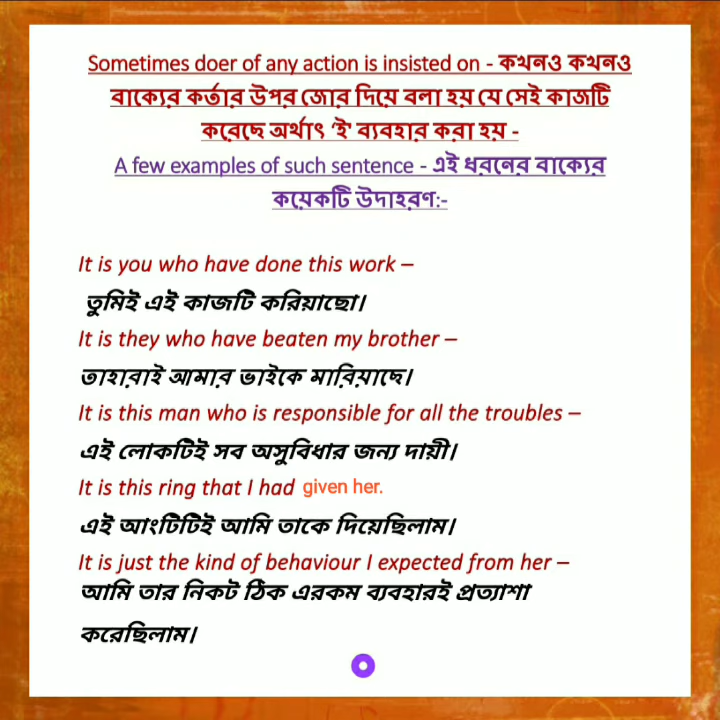 Sometimes doer of any action is insisted on - কখনও কখনও
বাক্যের কর্তার উপর জোর দিয়ে বলা হয় যে সেই কাজটি
করেছে অর্থাৎ ‘ই’ ব্যবহার করা হয় -
A few examples of such sentence - এই ধরনের বাক্যের
কয়েকটি উদাহরণ:-
It is you who have done this work –
তুমিই এই কাজটি করিয়াছো।
It is they who have beaten my brother –
তাহারাই আমার ভাইকে মারিয়াছে।
It is this man who is responsible for all the troubles –
এই লোকটিই সব অসুবিধার জন্য দায়ী।
It is this ring that I had given her.
এই আংটিটিই আমি তাকে দিয়েছিলাম।
It is just the kind of behaviour I expected from her –
আমি তার নিকট ঠিক এরকম ব্যবহারই প্রত্যাশা
করেছিলাম।